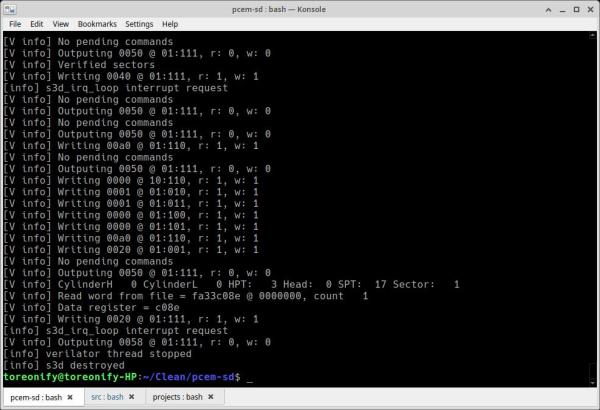 pcem-sd : bash — Konsole
File Edit View Bookmarks Settings Help
[V info] No pending commands
[V info] Outputing 0050 @ 01:111, r: 0, w: 0
[V info] Verified sectors
[V info] Writing 0040 @ 01:111, r: 1, w: 1
[info] s3d_irq_loop interrupt request
[V info] No pending commands
[V info] Outputing 0050 @ 01:111, r: 0, w: 0
[V info] No pending commands
[V info] Outputing 0050 @ 01:111, r: 0, w: 0
[V info] Writing 00a0 @ 01:110, r: 1, w: 1
[V info] No pending commands
[V info] Outputing 0050 @ 01:111, r: 0, w: 0
[V info] Writing 0000 @ 10:110, r: 1, w: 1
[V info] Writing 0001 @ 01:010, r: 1, w: 1
[V info] Writing 0001 @ 01:011, r: 1, w: 1
[V info] Writing 0000 @ 01:100, r: 1, w: 1
[V info] Writing 0000 @ 01:101, r: 1, w: 1
[V info] Writing 00a0 @ 01:110, r: 1, w: 1
[V info] Writing 0020 @ 01:001, r: 1, w: 1
[V info] No pending commands
[V info] Outputing 0050 @ 01:111, r: 0, w: 0
[V info] CylinderH   0 CylinderL   0 HPT:   3 Head:  0 SPT:  17 Sector:   1
[V info] Read word from file = fa33c08e @ 0000000, count   1
[V info] Data register = c08e
[V info] Writing 0020 @ 01:111, r: 1, w: 1
[info] s3d_irq_loop interrupt request
[V info] Outputing 0058 @ 01:111, r: 0, w: 0
[info] verilator thread stopped
[info] s3d destroyed
toreonify@toreonify-HP:~/Clean/pcem-sd$ _
pcem-sd : bash
src : bash
projects : bash